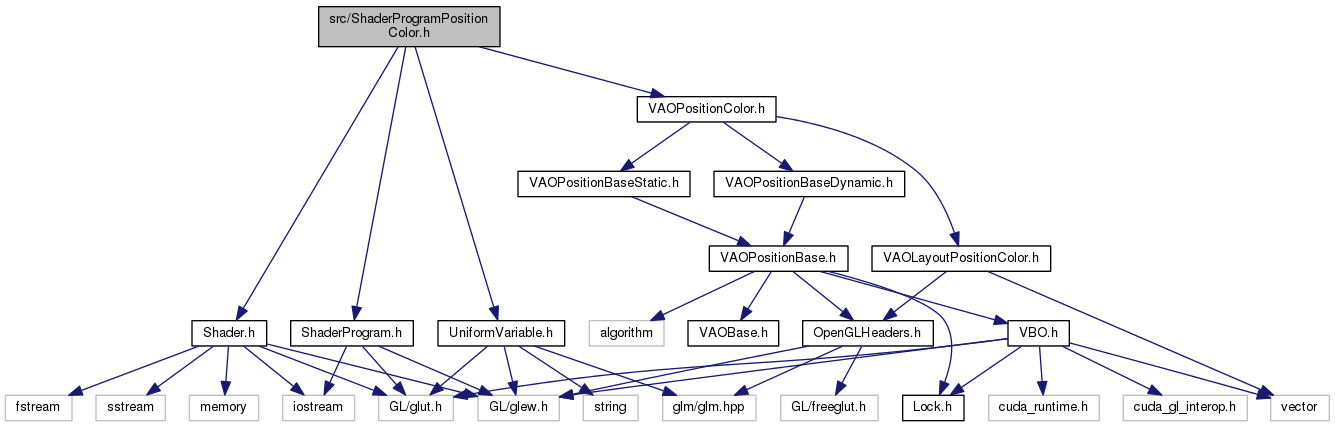 src/ShaderProgramPosition
Color.h
VAOPositionColor.h
VAOPositionBaseStatic.h
VAOPositionBaseDynamic.h
VAOPositionBase.h
VAOLayoutPositionColor.h
Shader.h
ShaderProgram.h
UniformVariable.h
algorithm
VAOBase.h
OpenGLHeaders.h
VBO.h
fstream
sstream
memory
iostream
GL/glut.h
GL/glew.h
string
glm/glm.hpp
GL/freeglut.h
Lock.h
cuda_runtime.h
cuda_gl_interop.h
vector